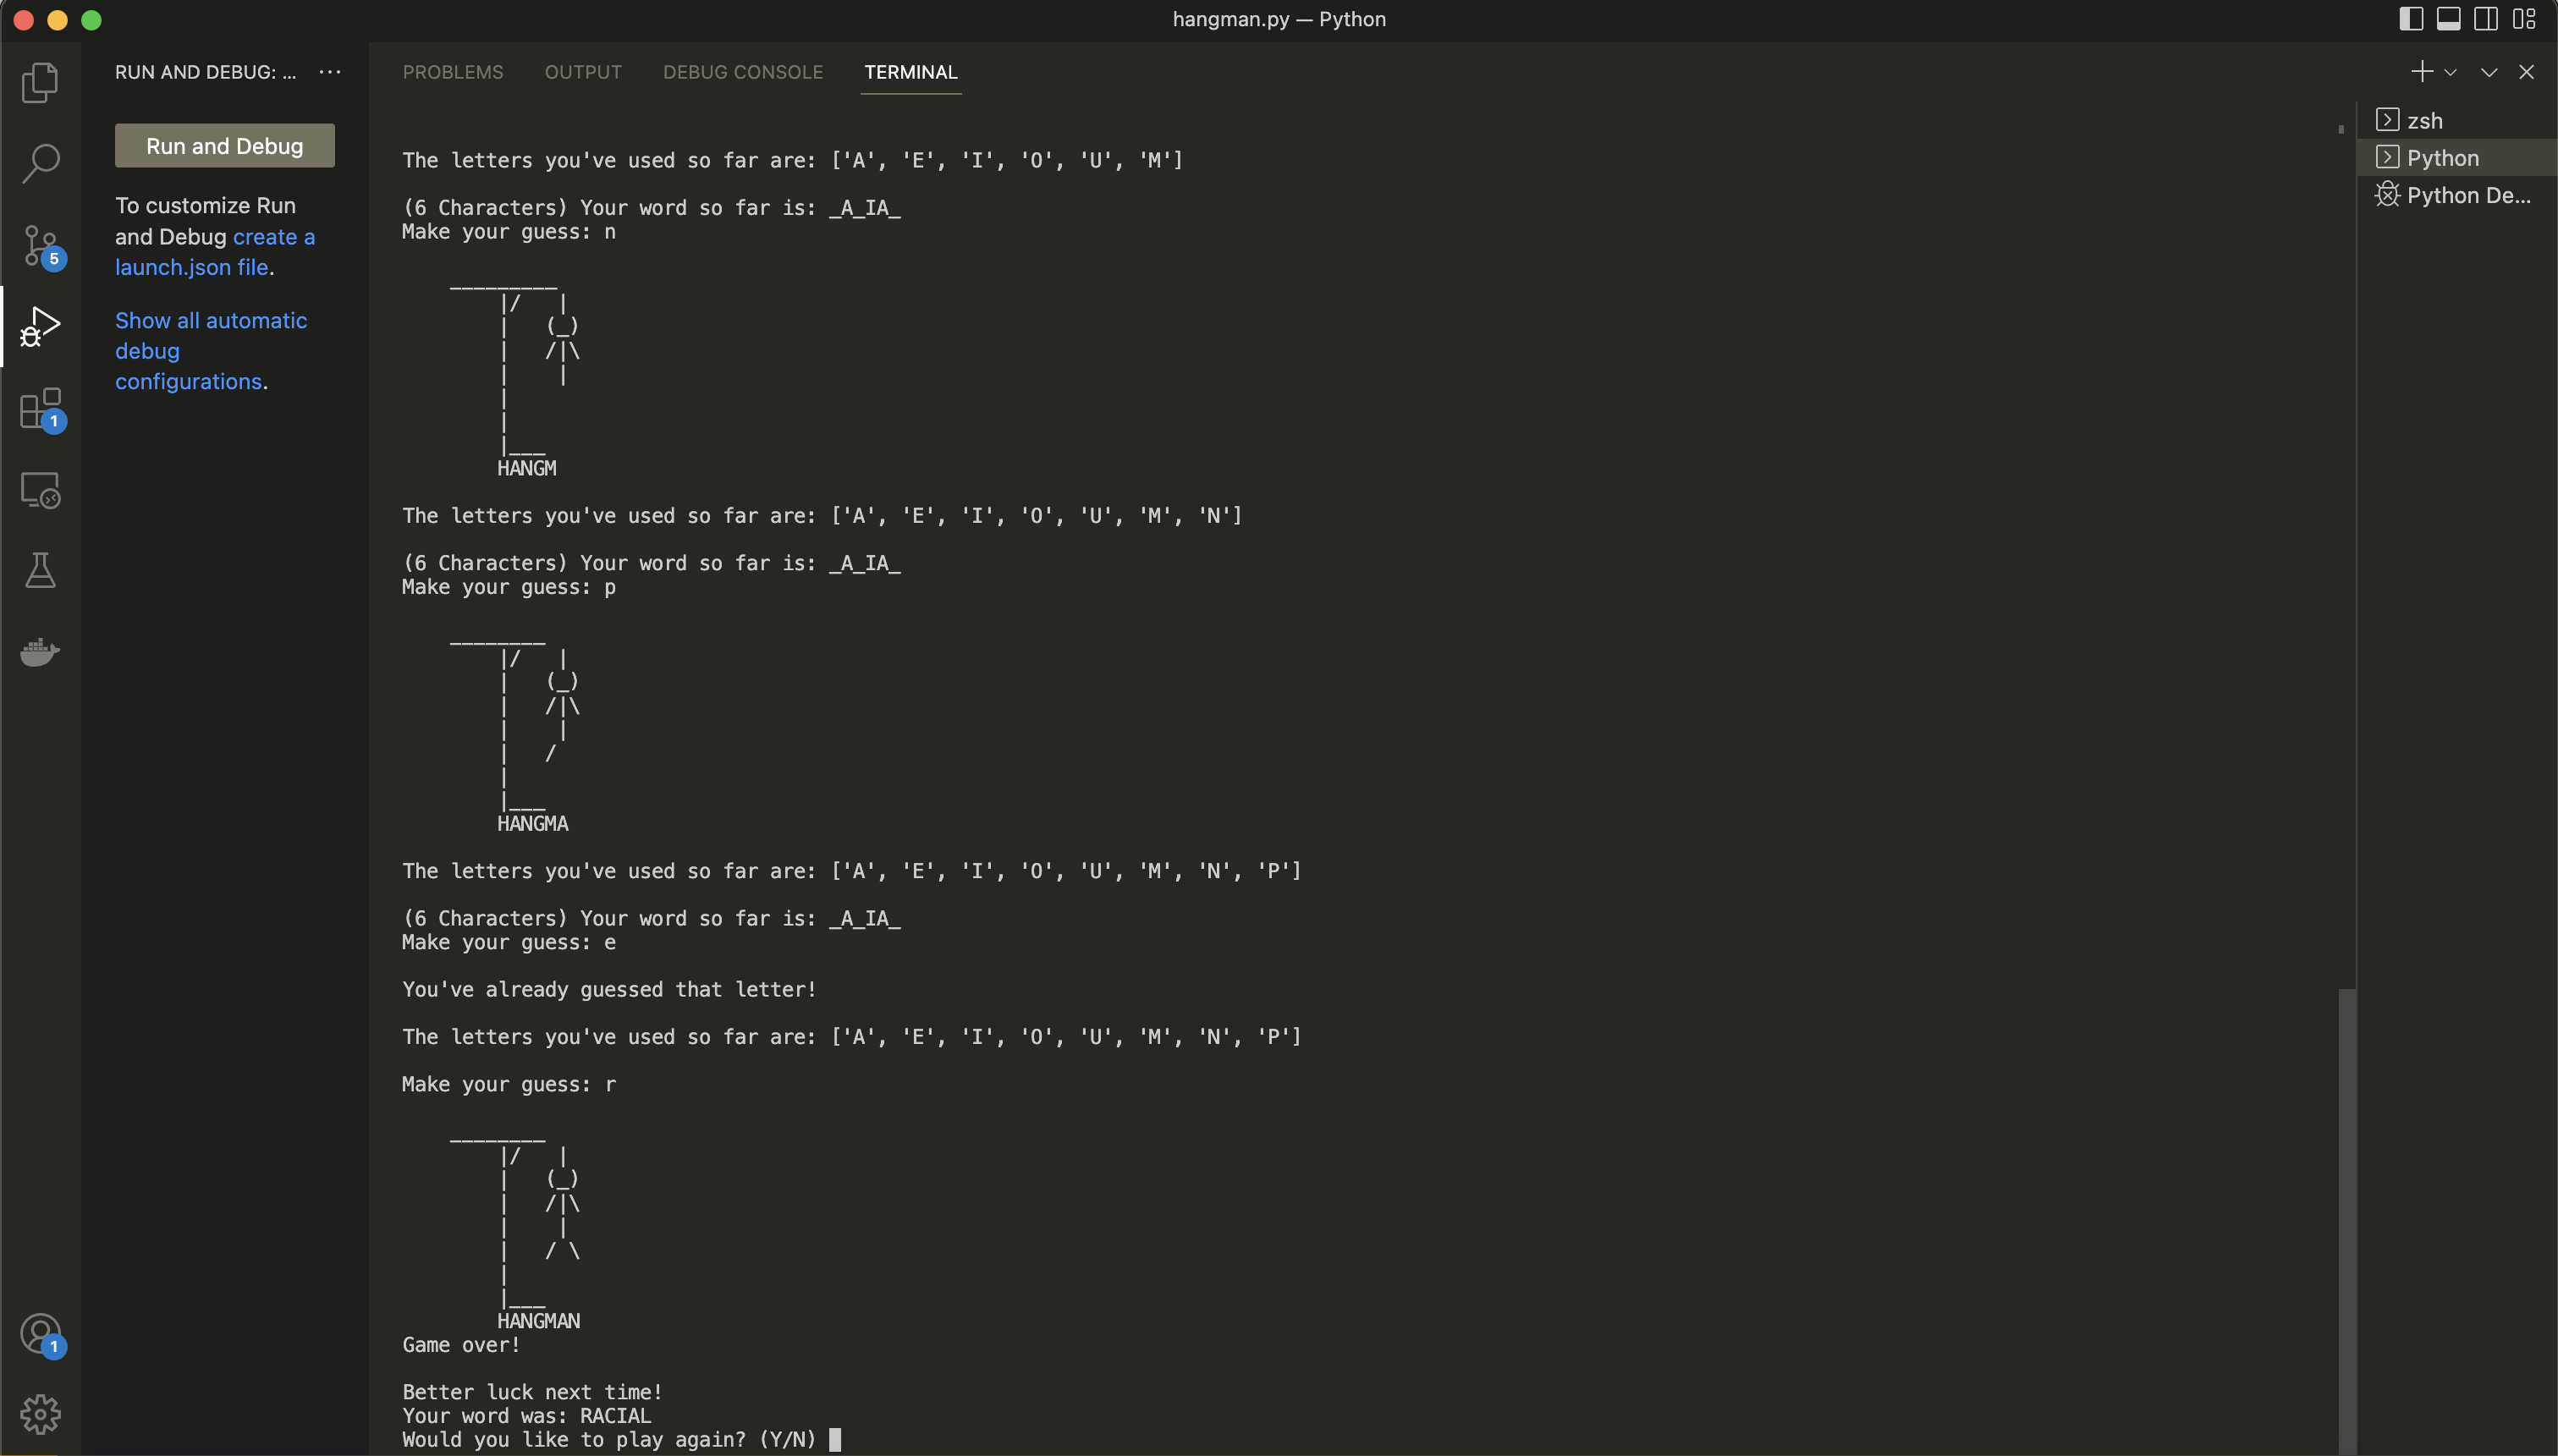 hangman.py — Python
RUN AND DEBUG: ... ···
PROBLEMS OUTPUT DEBUG CONSOLE TERMINAL
Run and Debug
To customize Run
and Debug create a
launch.json file.
Show all automatic
debug
configurations.
5
1
1
zsh
Python
Python De...
The letters you've used so far are: ['A', 'E', 'I', 'O', 'U', 'M']
(6 Characters) Your word so far is: _A_IA_
Make your guess: n
_________
|/   |
|   (_)
|   /|\
|    |
|
|
|___
HANGM
The letters you've used so far are: ['A', 'E', 'I', 'O', 'U', 'M', 'N']
(6 Characters) Your word so far is: _A_IA_
Make your guess: p
________
|/   |
|   (_)
|   /|\
|    |
|   /
|
|___
HANGMA
The letters you've used so far are: ['A', 'E', 'I', 'O', 'U', 'M', 'N', 'P']
(6 Characters) Your word so far is: _A_IA_
Make your guess: e
You've already guessed that letter!
The letters you've used so far are: ['A', 'E', 'I', 'O', 'U', 'M', 'N', 'P']
Make your guess: r
________
|/   |
|   (_)
|   /|\
|    |
|   / \
|
|___
HANGMAN
Game over!
Better luck next time!
Your word was: RACIAL
Would you like to play again? (Y/N)